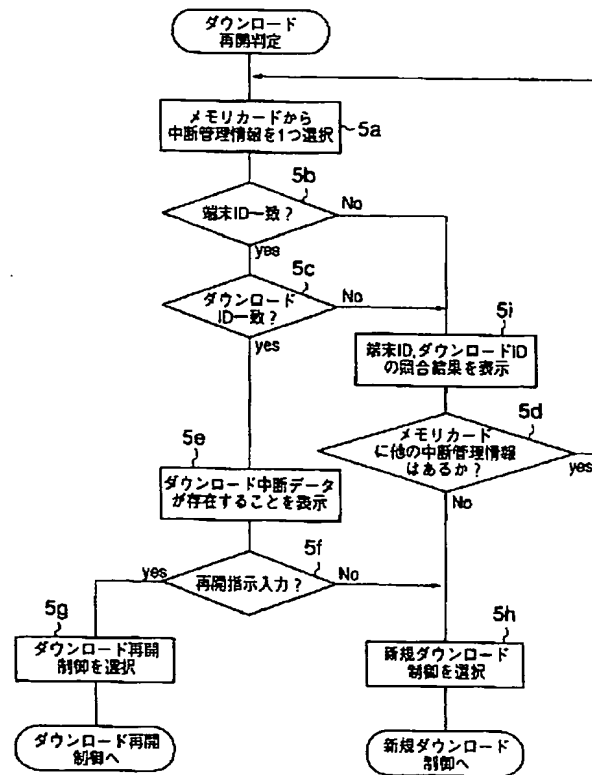 ダウンロード
再開判定
メモリカードから
中断管理情報を1つ選択
5a
5b
端末ID一致?
No
yes
5c
ダウンロード
ID一致?
No
yes
5i
端末ID,ダウンロードID
の照合結果を表示
5d
メモリカード
に他の中断管理情報
はあるか?
yes
No
5e
ダウンロード中断データ
が存在することを表示
5f
再開指示入力?
yes
No
5g
ダウンロード再開
制御を選択
5h
新規ダウンロード
制御を選択
ダウンロード再開
制御へ
新規ダウンロード
制御へ